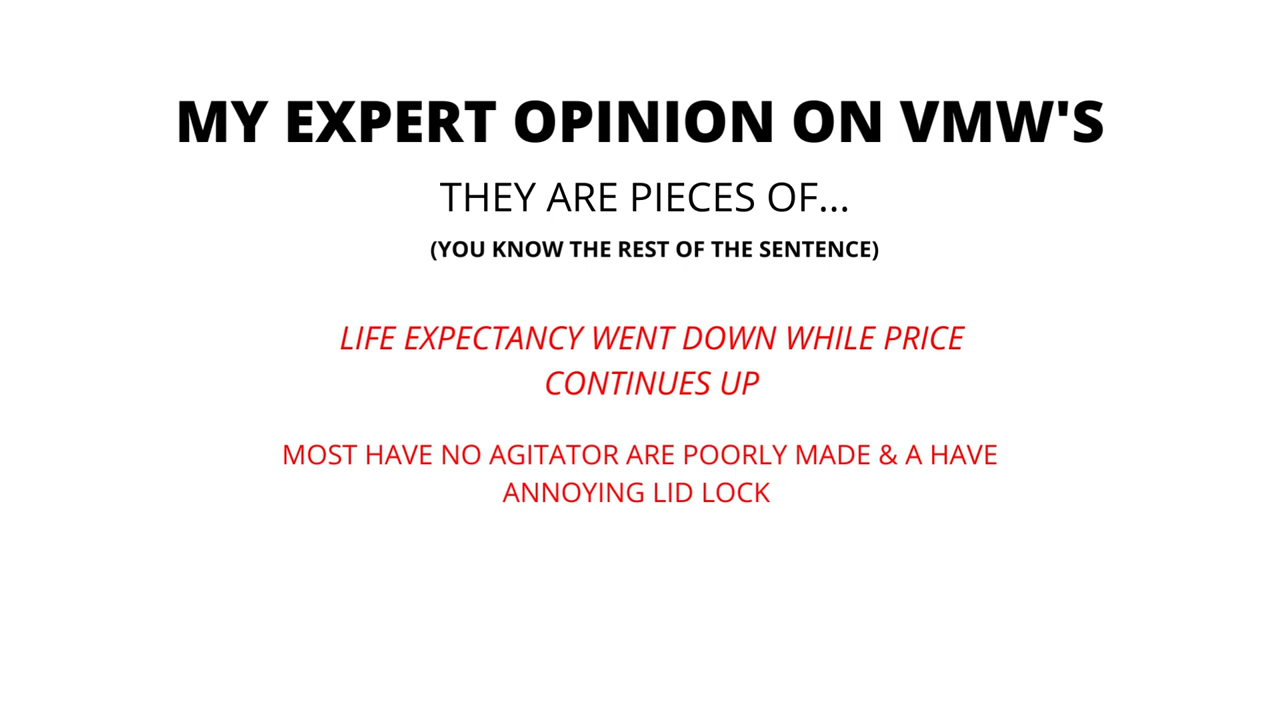 MY EXPERT OPINION ON VMW'S
THEY ARE PIECES OF...
(YOU KNOW THE REST OF THE SENTENCE)
LIFE EXPECTANCY WENT DOWN WHILE PRICE
CONTINUES UP
MOST HAVE NO AGITATOR ARE POORLY MADE & A HAVE
ANNOYING LID LOCK